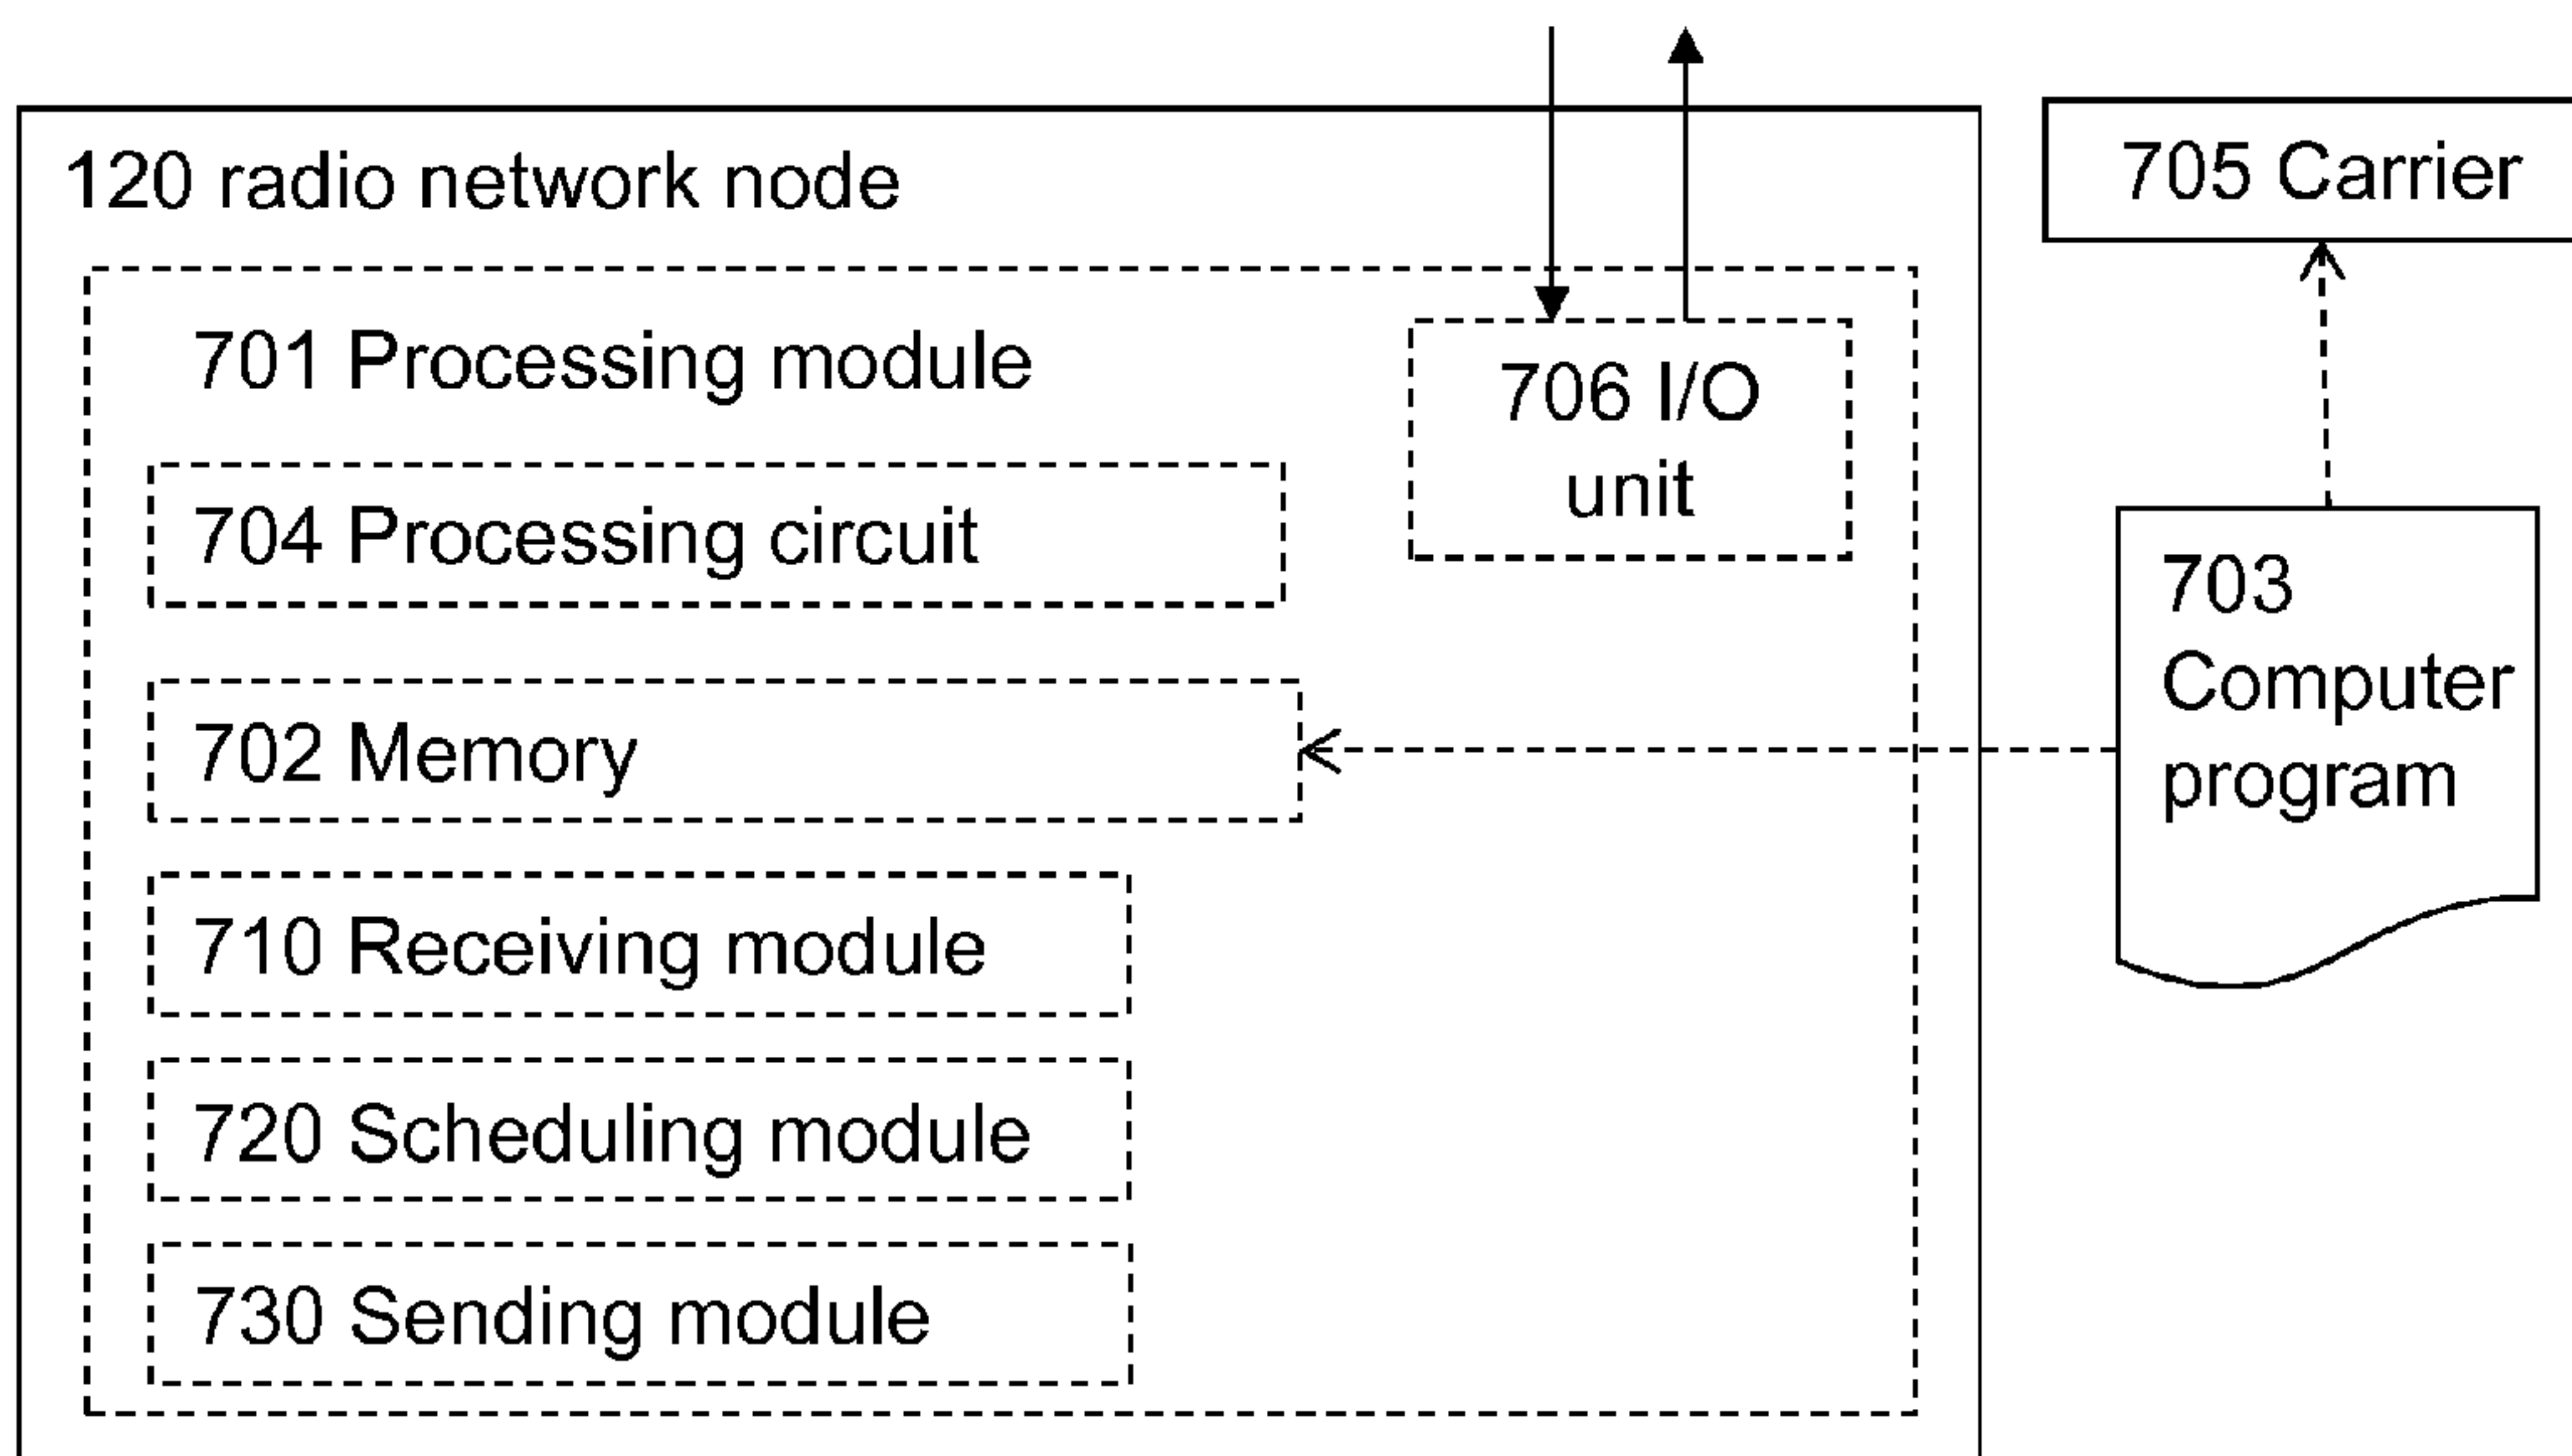 120 radio network node
705 Carrier
701 Processing module
706 I/O
unit
704 Processing circuit
703
Computer
program
702 Memory
710 Receiving module
720 Scheduling module
730 Sending module